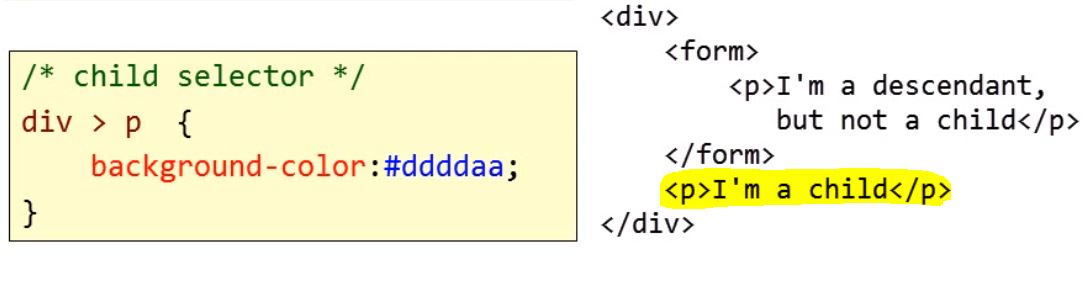 /* child selector */
div > p  {
    background-color:#ddddaa;
}
<div>
    <form>
        <p>I'm a descendant,
           but not a child</p>
    </form>
    <p>I'm a child</p>
</div>